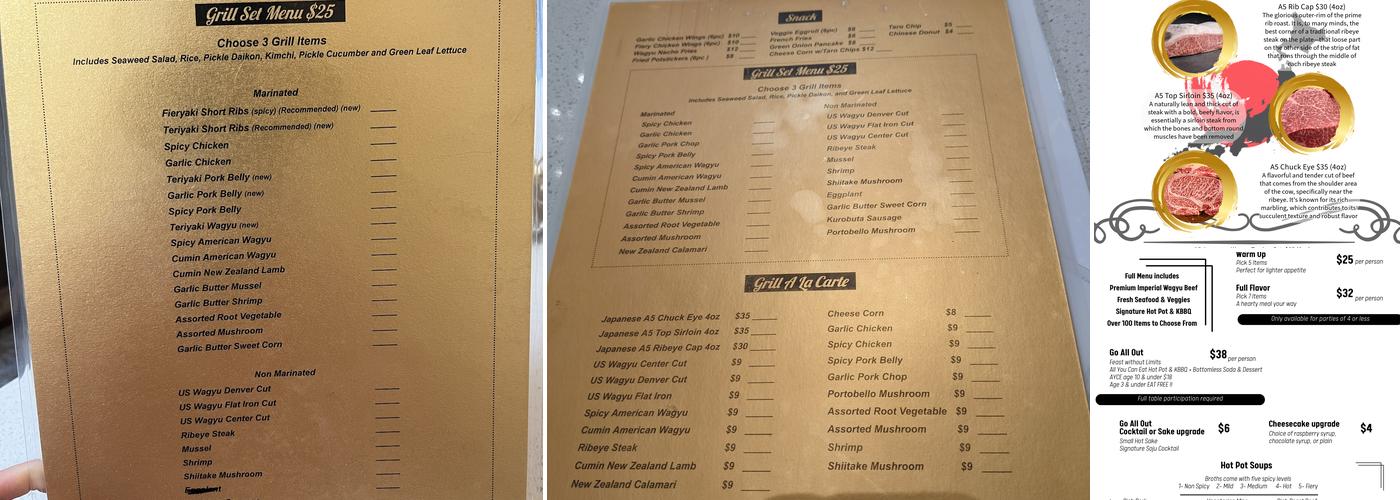 Grill Set Menu $25
Choose 3 Grill Items
Includes Seaweed Salad, Rice, Pickle Daikon, Kimchi, Pickle Cucumber and Green Leaf Lettuce
Marinated
Fieryaki Short Ribs (spicy) (Recommended) (new)
Teriyaki Short Ribs (Recommended) (new)
Spicy Chicken
Garlic Chicken
Teriyaki Pork Belly (new)
Garlic Pork Belly (new)
Spicy Pork Belly
Teriyaki Wagyu (new)
Spicy American Wagyu
Cumin American Wagyu
Cumin New Zealand Lamb
Garlic Butter Mussel
Garlic Butter Shrimp
Assorted Root Vegetable
Assorted Mushroom
Garlic Butter Sweet Corn
Non Marinated
US Wagyu Denver Cut
US Wagyu Flat Iron Cut
US Wagyu Center Cut
Ribeye Steak
Mussel
Shrimp
Shiitake Mushroom
Snack
Garlic Chicken Wings (6pc) $10
Fiery Chicken Wings (6pc) $10
Wagyu Nacho Fries $12
Fried Potstickers (6pc) $8
Veggie Eggroll (6pc) $8
French Fries $8
Green Onion Pancake $8
Cheese Corn w/Taro Chips $12
Taro Chip $5
Chinese Donut $4
Grill Set Menu $25
Choose 3 Grill Items
Includes Seaweed Salad, Rice, Pickle Daikon, Kimchi, Pickle Cucumber and Green Leaf Lettuce
Marinated
Spicy Chicken
Garlic Chicken
Garlic Pork Chop
Spicy Pork Belly
Spicy American Wagyu
Cumin American Wagyu
Cumin New Zealand Lamb
Garlic Butter Mussel
Garlic Butter Shrimp
Assorted Root Vegetable
Assorted Mushroom
New Zealand Calamari
Non Marinated
US Wagyu Denver Cut
US Wagyu Flat Iron Cut
US Wagyu Center Cut
Ribeye Steak
Mussel
Shrimp
Shiitake Mushroom
Eggplant
Garlic Butter Sweet Corn
Kurobuta Sausage
Portobello Mushroom
Grill A La Carte
Japanese A5 Chuck Eye 4oz $35
Japanese A5 Top Sirloin 4oz $35
Japanese A5 Ribeye Cap 4oz $30
US Wagyu Center Cut $9
US Wagyu Denver Cut $9
US Wagyu Flat Iron $9
Spicy American Wagyu $9
Cumin American Wagyu $9
Ribeye Steak $9
Cumin New Zealand Lamb $9
New Zealand Calamari $9
Cheese Corn $8
Garlic Chicken $9
Spicy Chicken $9
Spicy Pork Belly $9
Garlic Pork Chop $9
Portobello Mushroom $9
Assorted Root Vegetable $9
Assorted Mushroom $9
Shrimp $9
Shiitake Mushroom $9
A5 Rib Cap $30 (4oz)
The glorious outer-rim of the prime
rib roast. It is, to many minds, the
best corner of a traditional ribeye
steak on the plate—that loose part
on the other side of the strip of fat
that runs through the middle of
each ribeye steak
A5 Top Sirloin $35 (4oz)
A naturally lean and thick cut of
steak with a bold, beefy flavor, is
essentially a sirloin steak from
which the bones and bottom round
muscles have been removed
A5 Chuck Eye $35 (4oz)
A flavorful and tender cut of beef
that comes from the shoulder area
of the cow, specifically near the
ribeye. It's known for its rich
marbling, which contributes to its
succulent texture and robust flavor
Full Menu includes
Premium Imperial Wagyu Beef
Fresh Seafood & Veggies
Signature Hot Pot & KBBQ
Over 100 Items to Choose From
Warm Up $25 per person
Pick 5 Items
Perfect for lighter appetite
Full Flavor $32 per person
Pick 7 Items
A hearty meal your way
Only available for parties of 4 or less
Go All Out $38 per person
Feast without Limits
All You Can Eat Hot Pot & KBBQ • Bottomless Soda & Dessert
AYCE age 10 & under $18
Age 3 & under EAT FREE !!
Full table participation required
Go All Out
Cocktail or Sake upgrade $6
Small Hot Sake
Signature Soju Cocktail
Cheesecake upgrade $4
Choice of raspberry syrup,
chocolate syrup, or plain
Hot Pot Soups
Broths come with five spicy levels
1- Non Spicy 2- Mild 3- Medium 4- Hot 5- Fiery